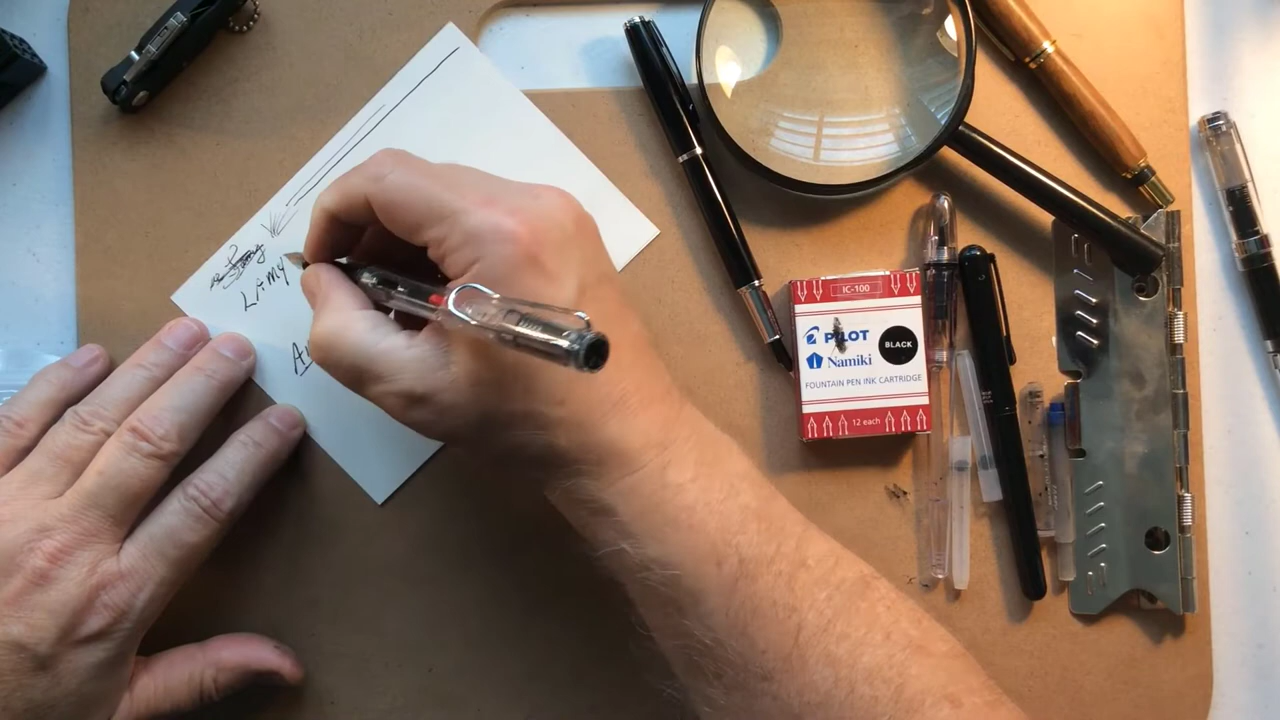 LAMY
IC-100
PILOT
Namiki
BLACK
FOUNTAIN PEN INK CARTRIDGE
12 each